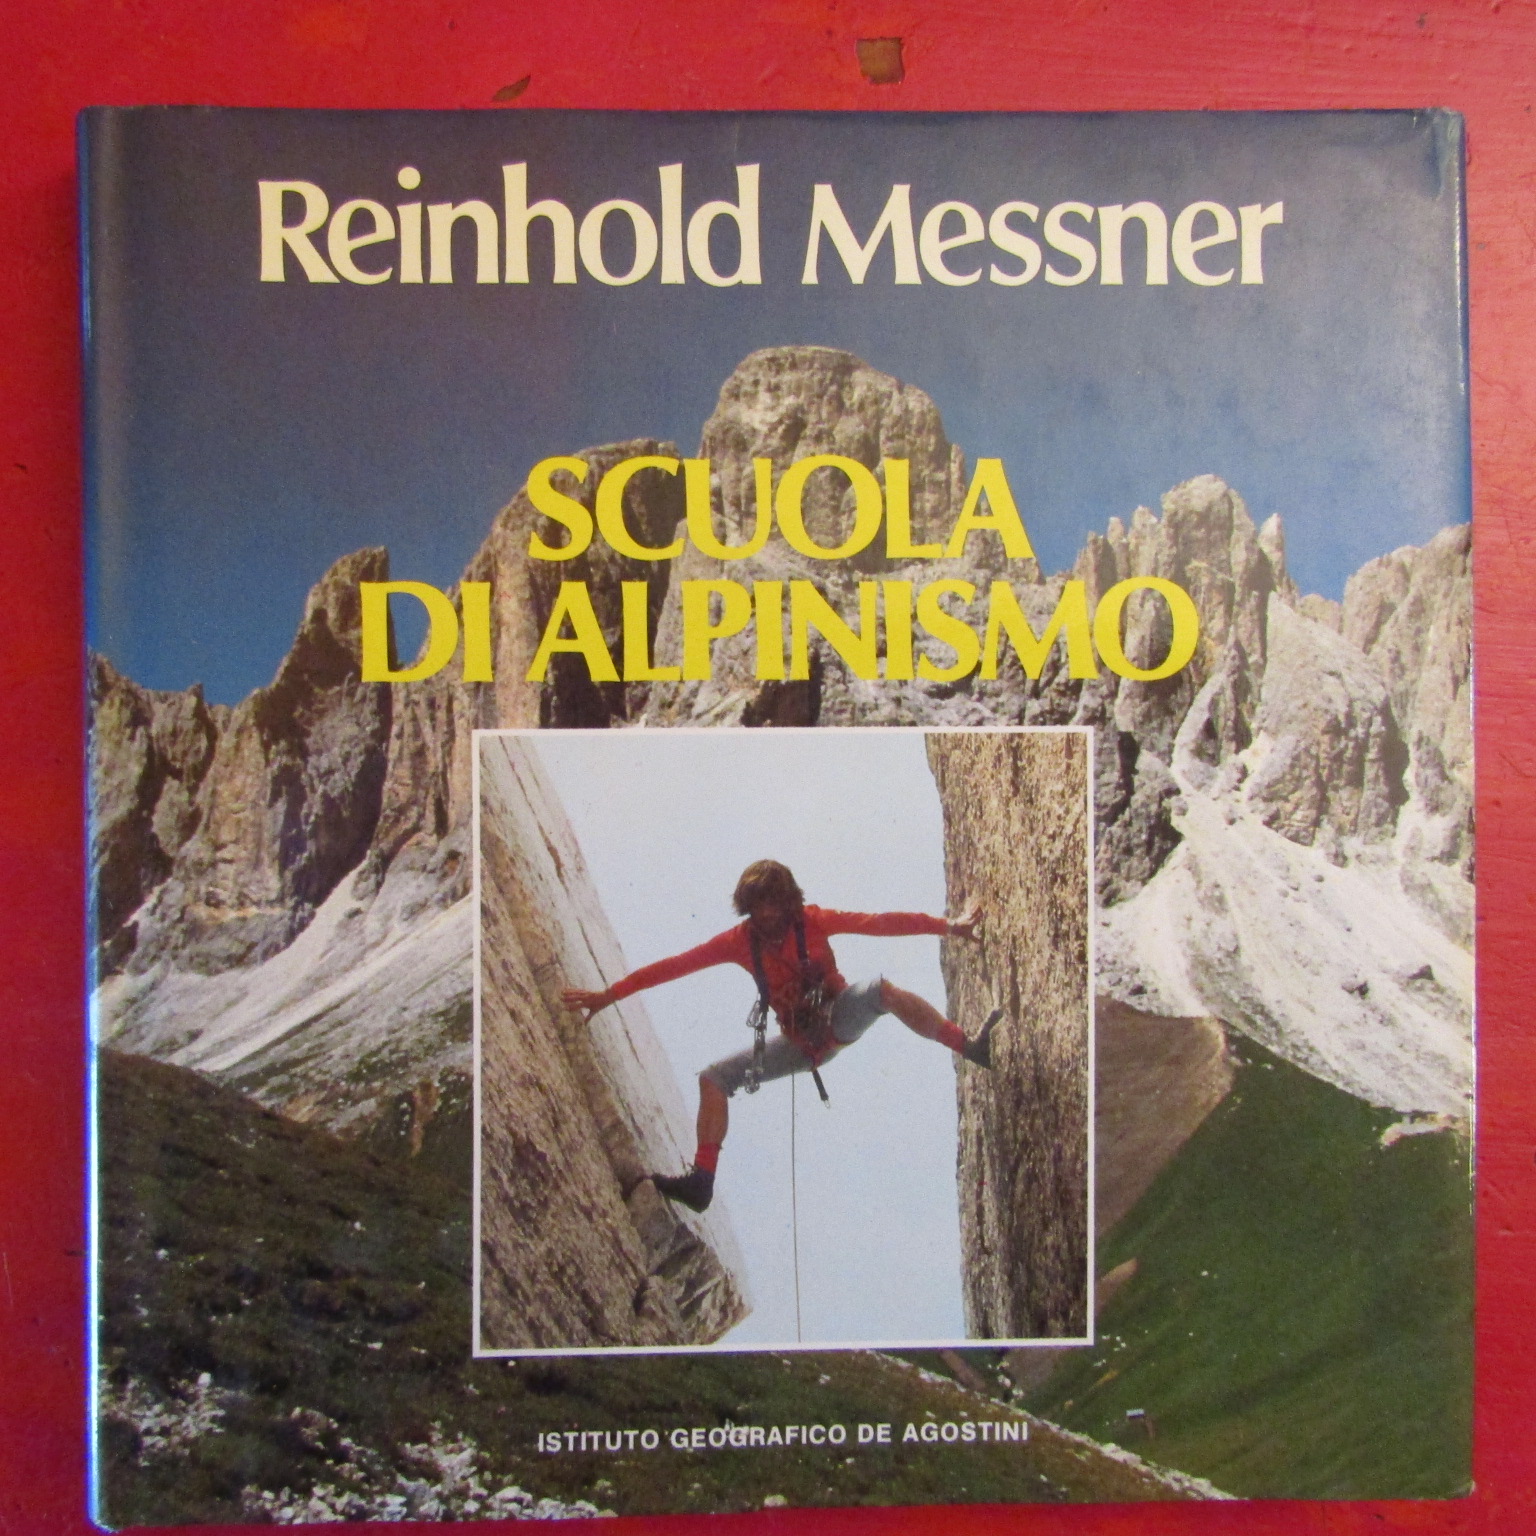 Reinhold Messner
SCUOLA
DI ALPINISMO
ISTITUTO GEOGRAFICO DE AGOSTINI